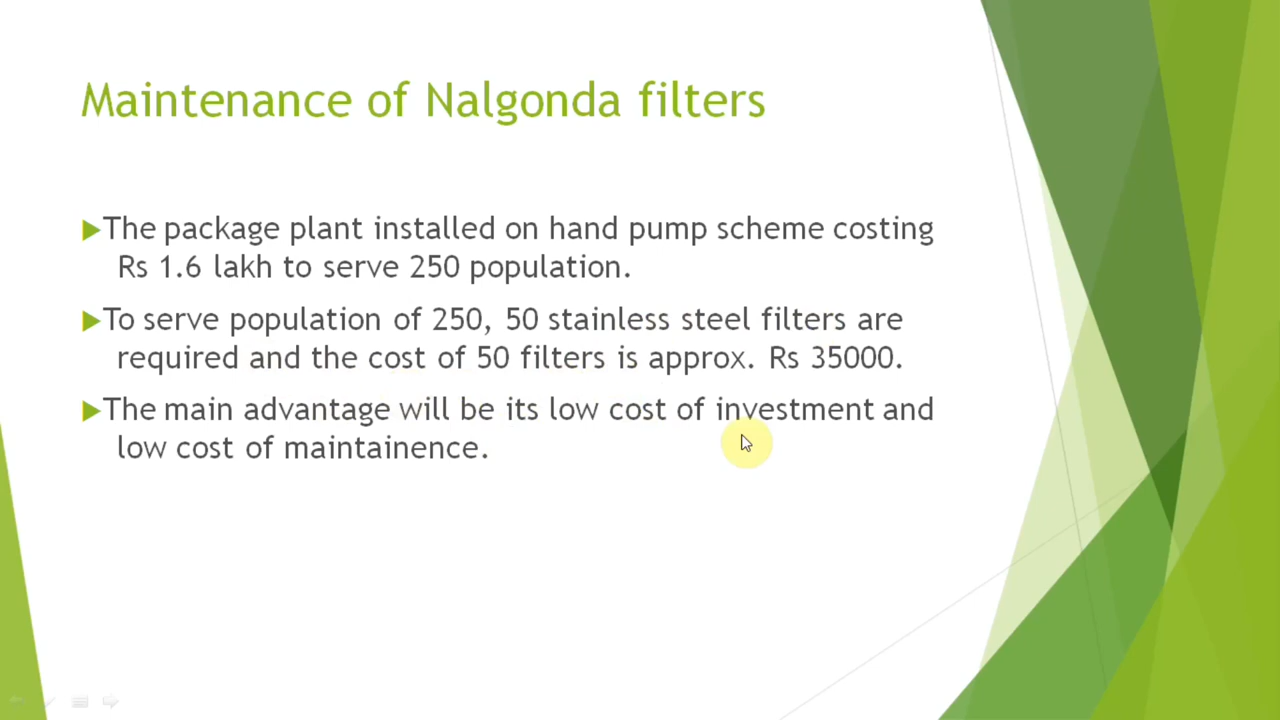 Maintenance of Nalgonda filters
The package plant installed on hand pump scheme costing
Rs 1.6 lakh to serve 250 population.
To serve population of 250, 50 stainless steel filters are
required and the cost of 50 filters is approx. Rs 35000.
The main advantage will be its low cost of investment and
low cost of maintainence.